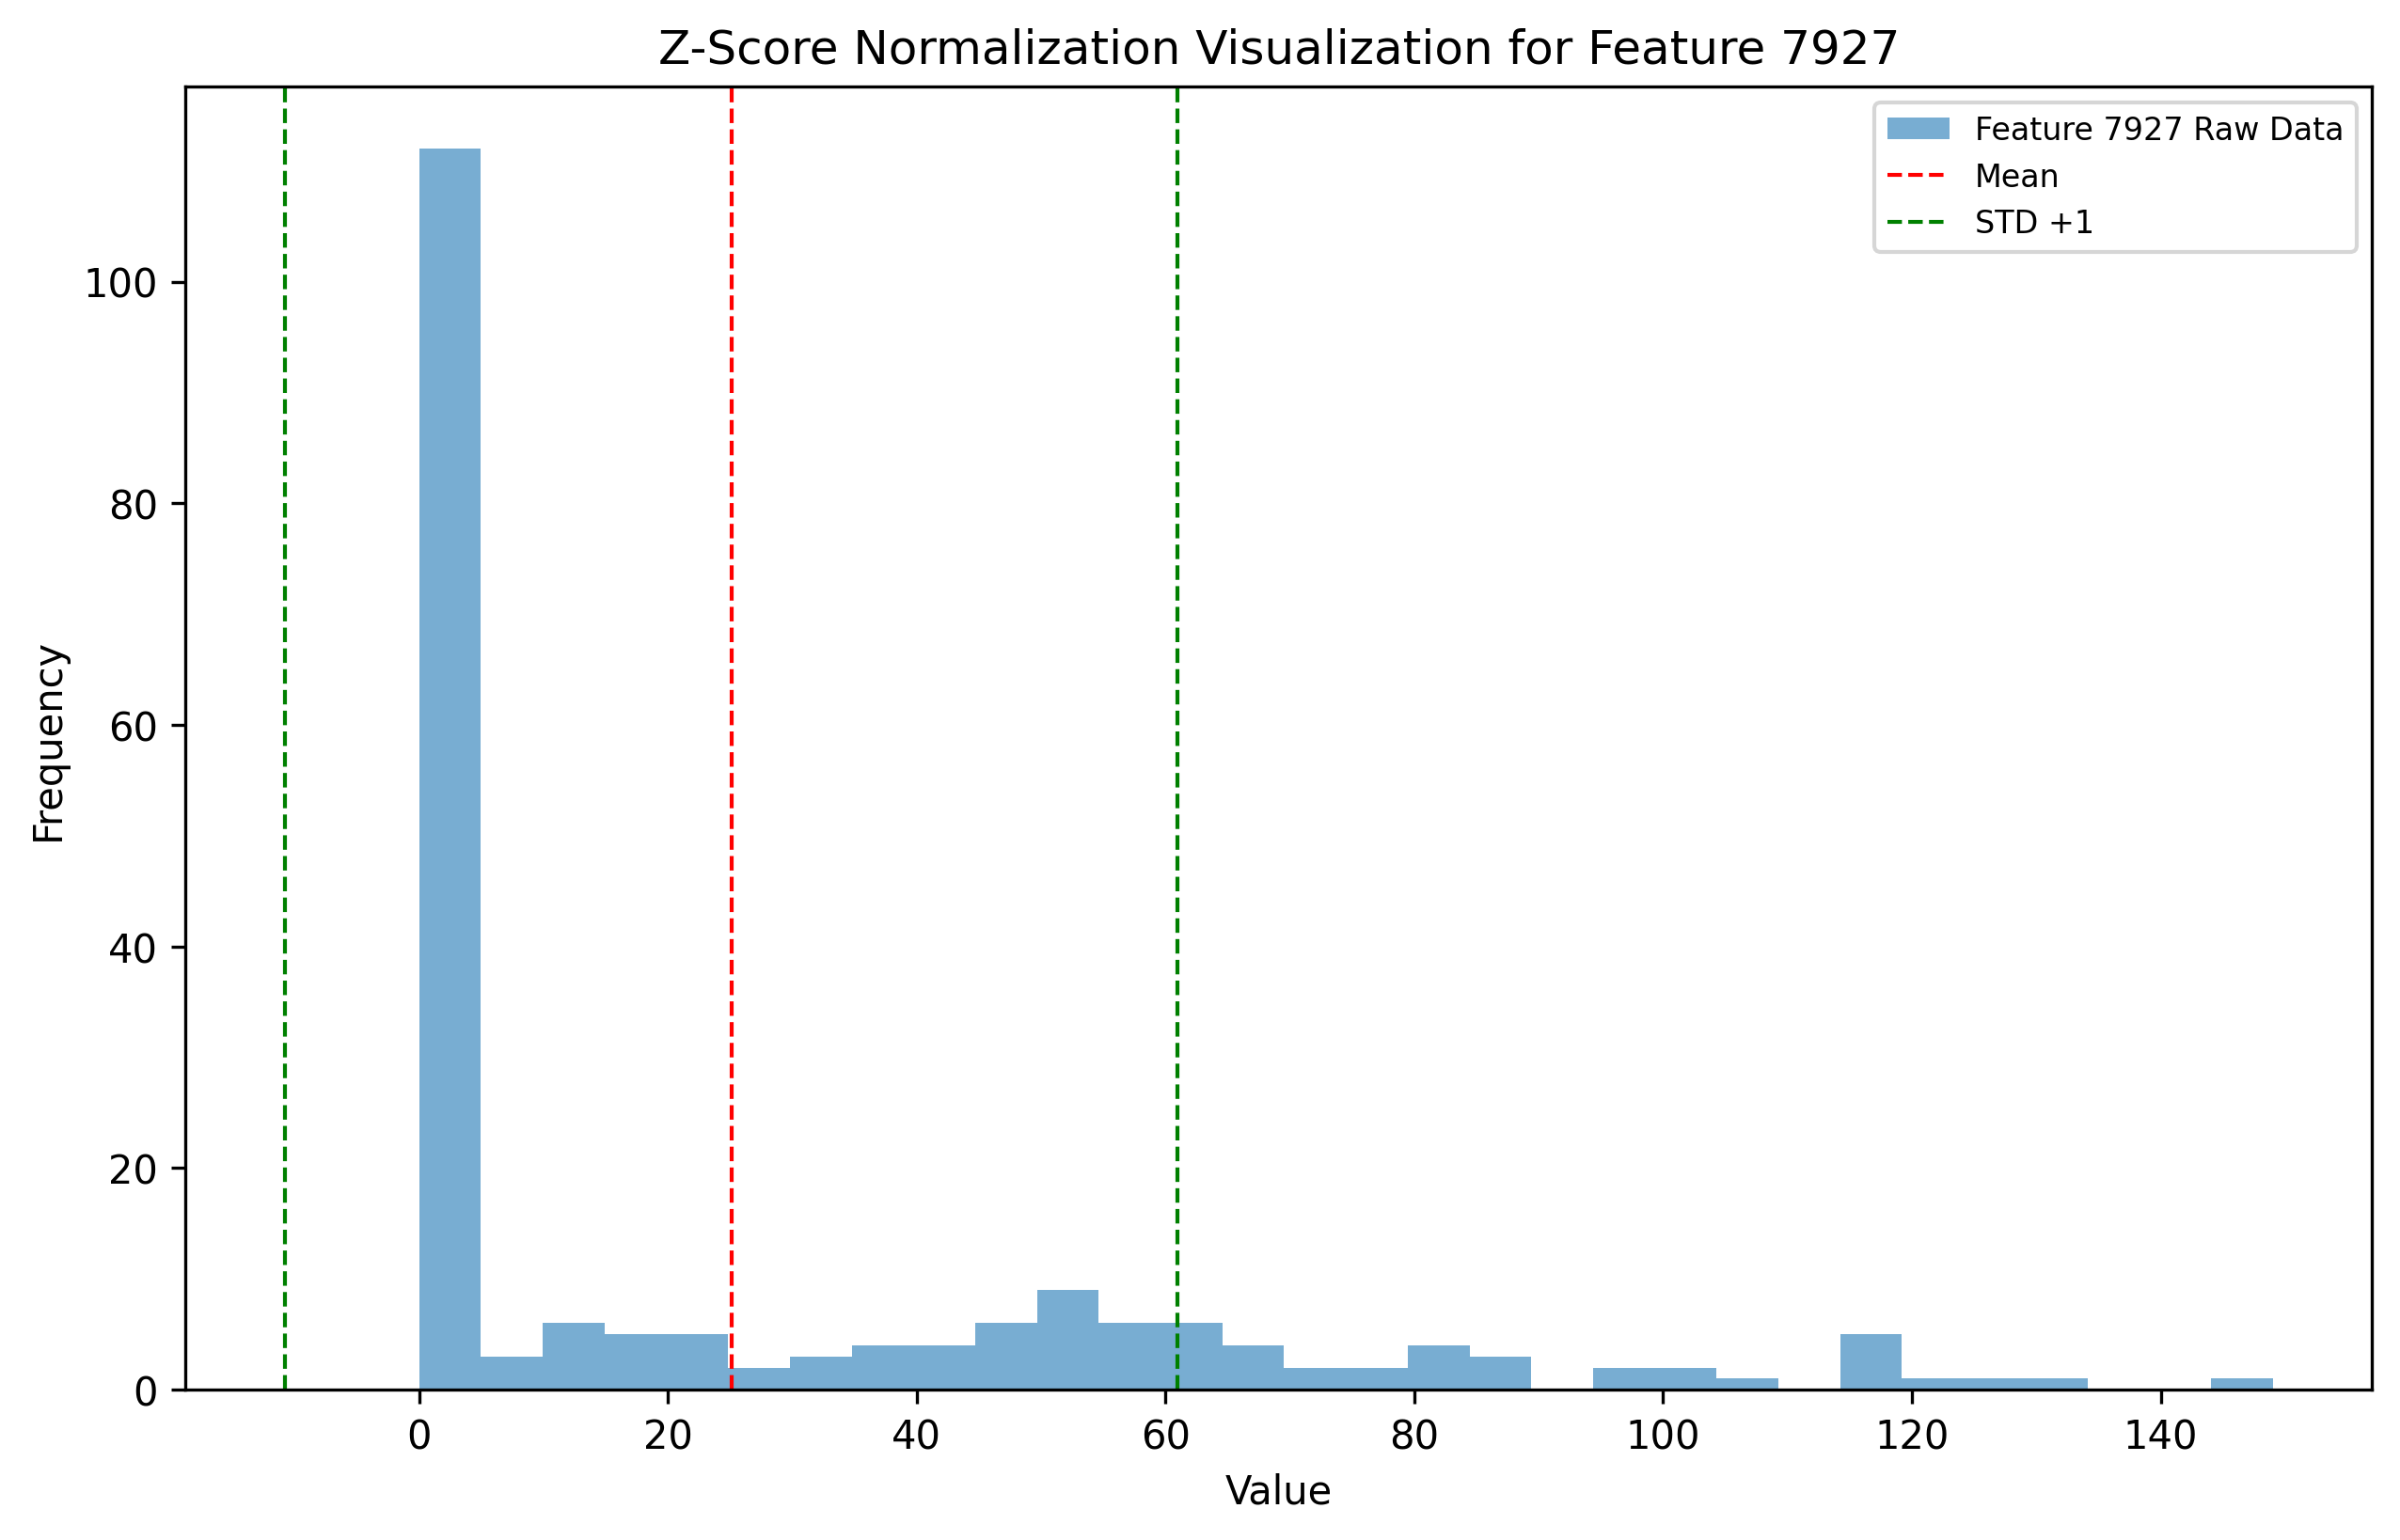 Z-Score Normalization Visualization for Feature 7927
Feature 7927 Raw Data
Mean
STD +1
100
80
60
40
20
0
Frequency
0 20 40 60 80 100 120 140
Value